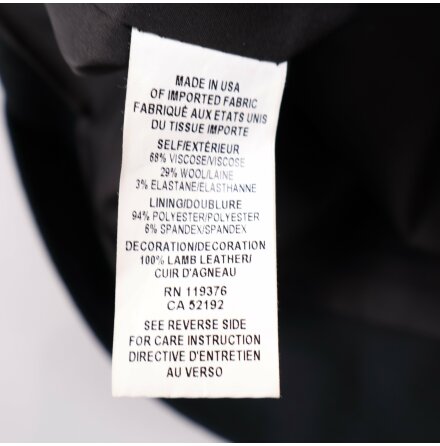 MADE IN USA
OF IMPORTED FABRIC
FABRIQUÉ AUX ETATS UNIS
DU TISSUE IMPORTE
SELF/EXTÉRIEUR
68% VISCOSE/VISCOSE
29% WOOL/LAINE
3% ELASTANE/ELASTHANNE
LINING/DOUBLURE
94% POLYESTER/POLYESTER
6% SPANDEX/SPANDEX
DECORATION/DECORATION
100% LAMB LEATHER/
CUIR D'AGNEAU
RN 119376
CA 52192
SEE REVERSE SIDE
FOR CARE INSTRUCTION
DIRECTIVE D'ENTRETIEN
AU VERSO